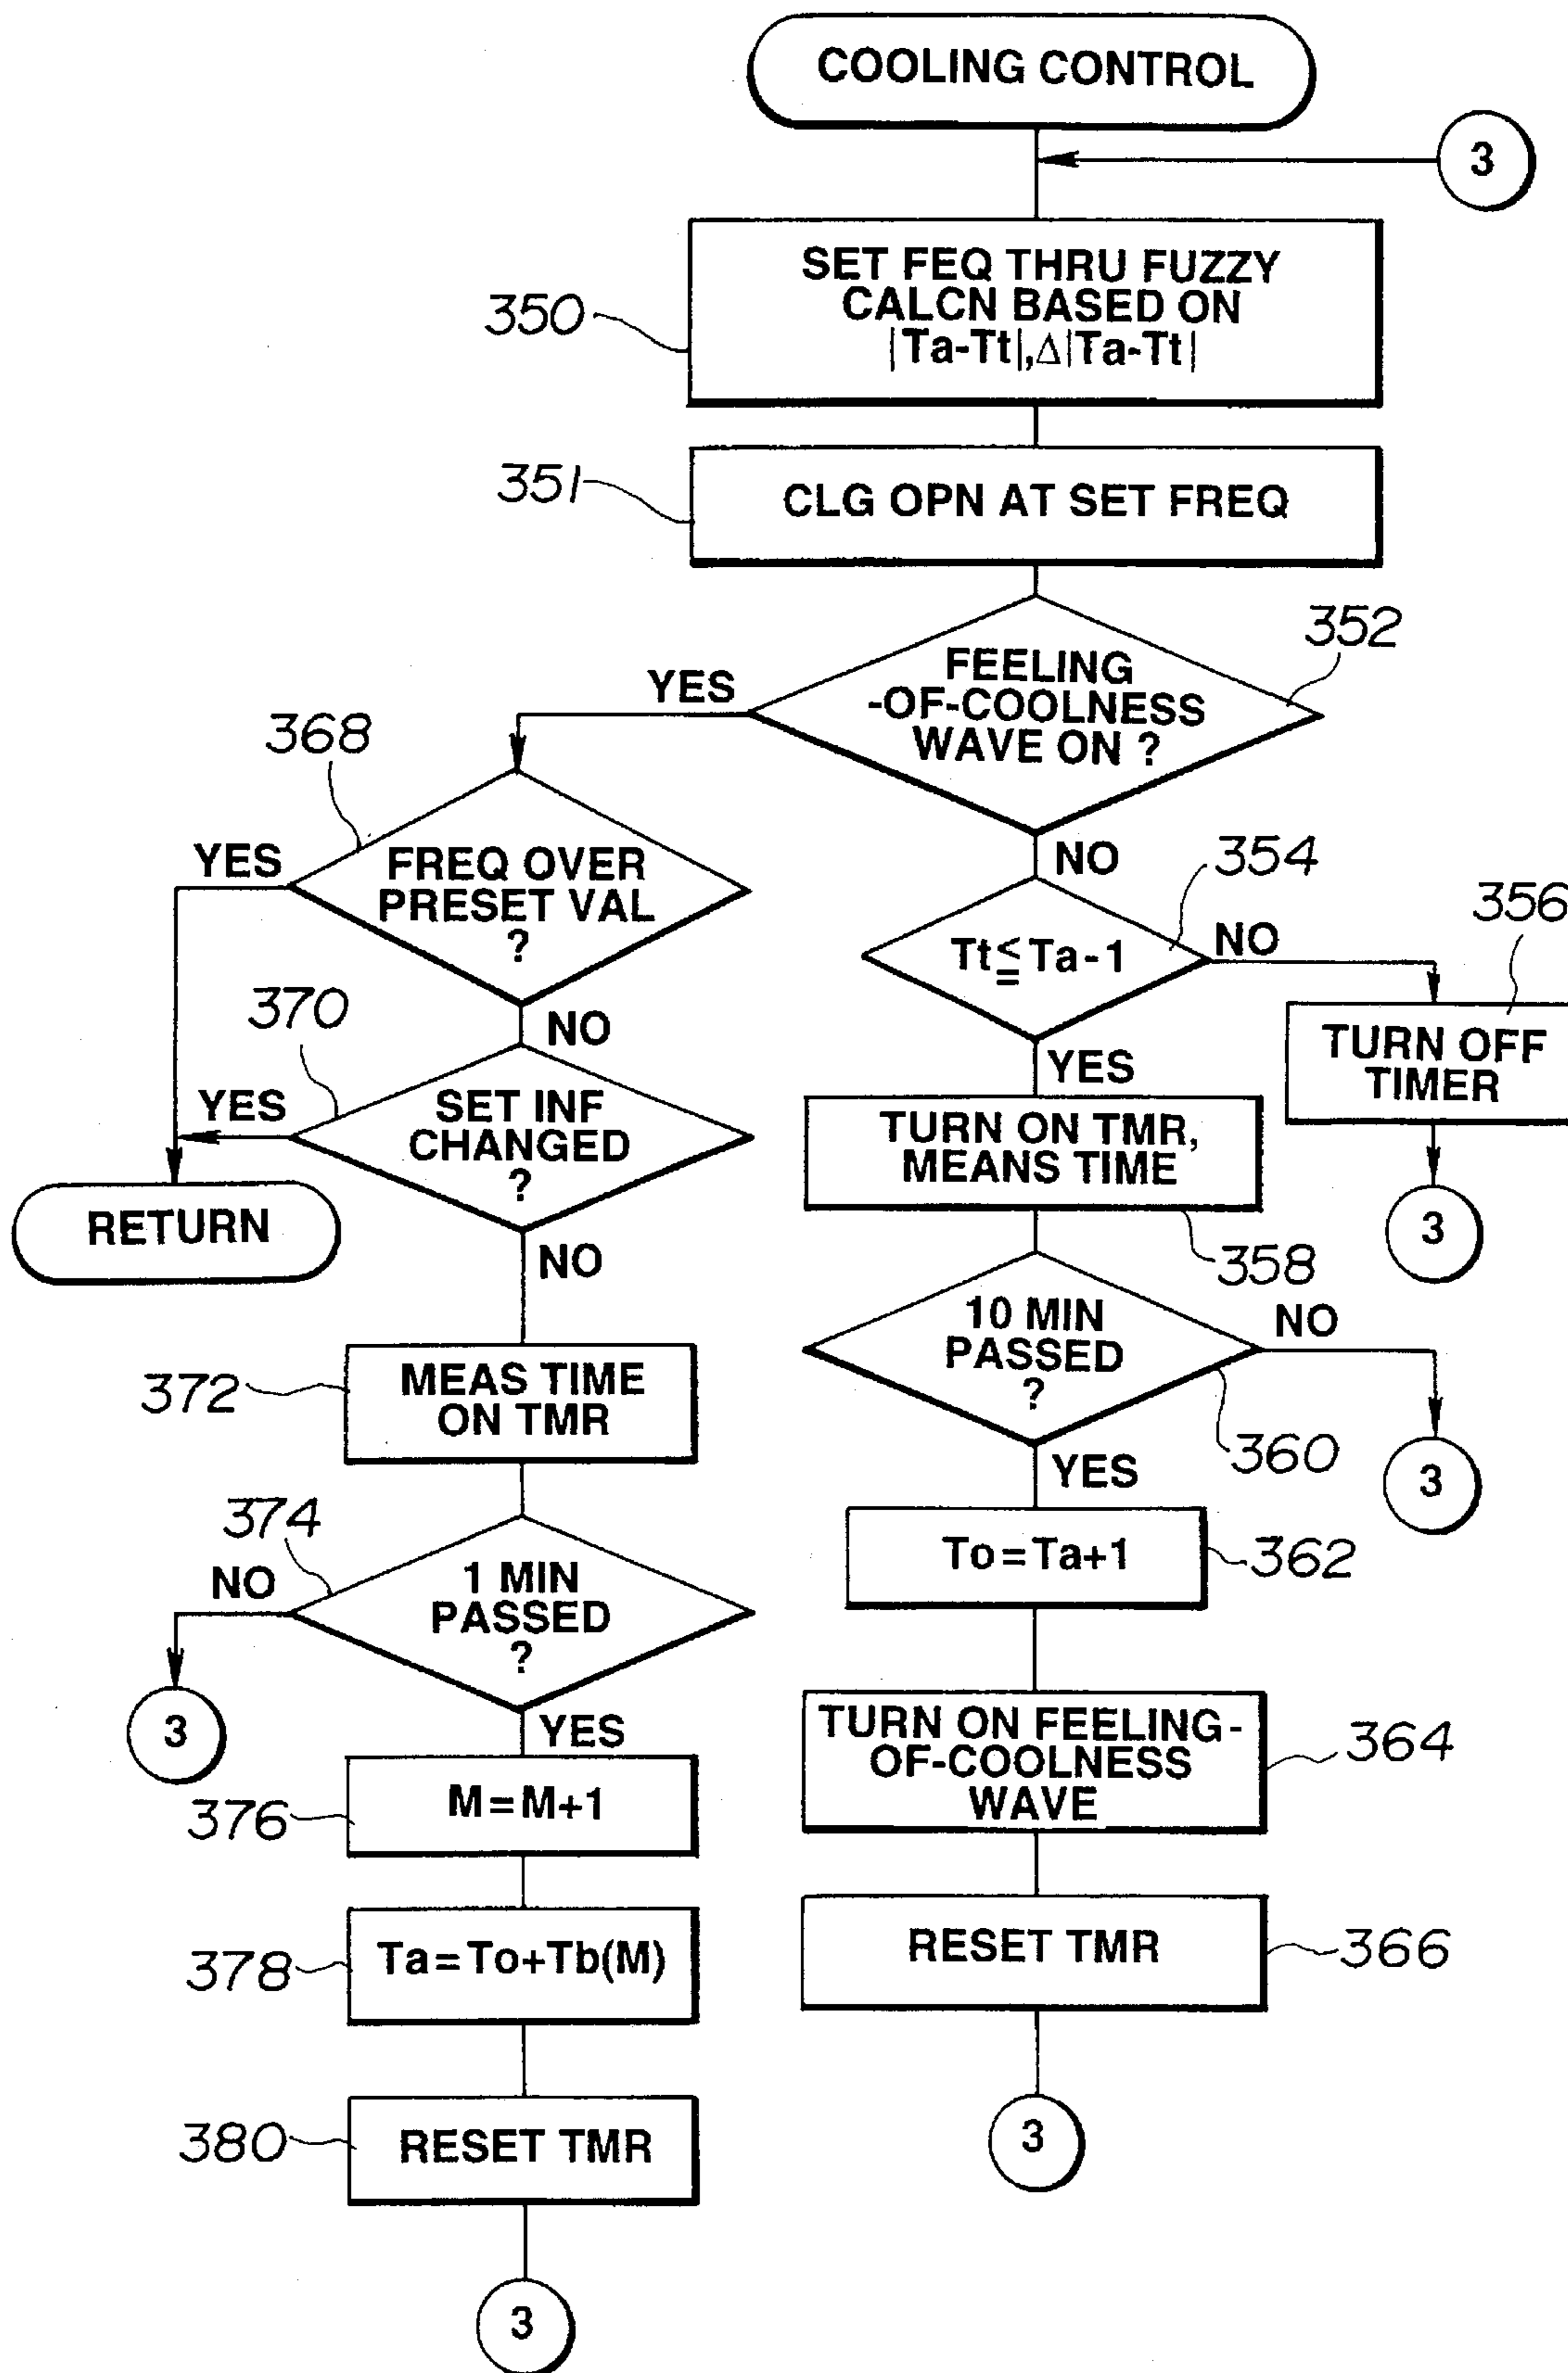 COOLING CONTROL
3
SET FEQ THRU FUZZY
CALCN BASED ON
|Ta-Tt|,Δ|Ta-Tt|
350
CLG OPN AT SET FREQ
351
FEELING
-OF-COOLNESS
WAVE ON ?
352
YES
NO
368
FREQ OVER
PRESET VAL
?
YES
NO
354
Tt≦Ta-1
NO
YES
356
TURN OFF
TIMER
3
370
SET INF
CHANGED
?
YES
NO
RETURN
TURN ON TMR,
MEANS TIME
358
10 MIN
PASSED
?
NO
360
YES
3
372
MEAS TIME
ON TMR
To=Ta+1
362
374
1 MIN
PASSED
?
NO
YES
3
TURN ON FEELING-
OF-COOLNESS
WAVE
364
376
M=M+1
RESET TMR
366
378
Ta=To+Tb(M)
3
380
RESET TMR
3